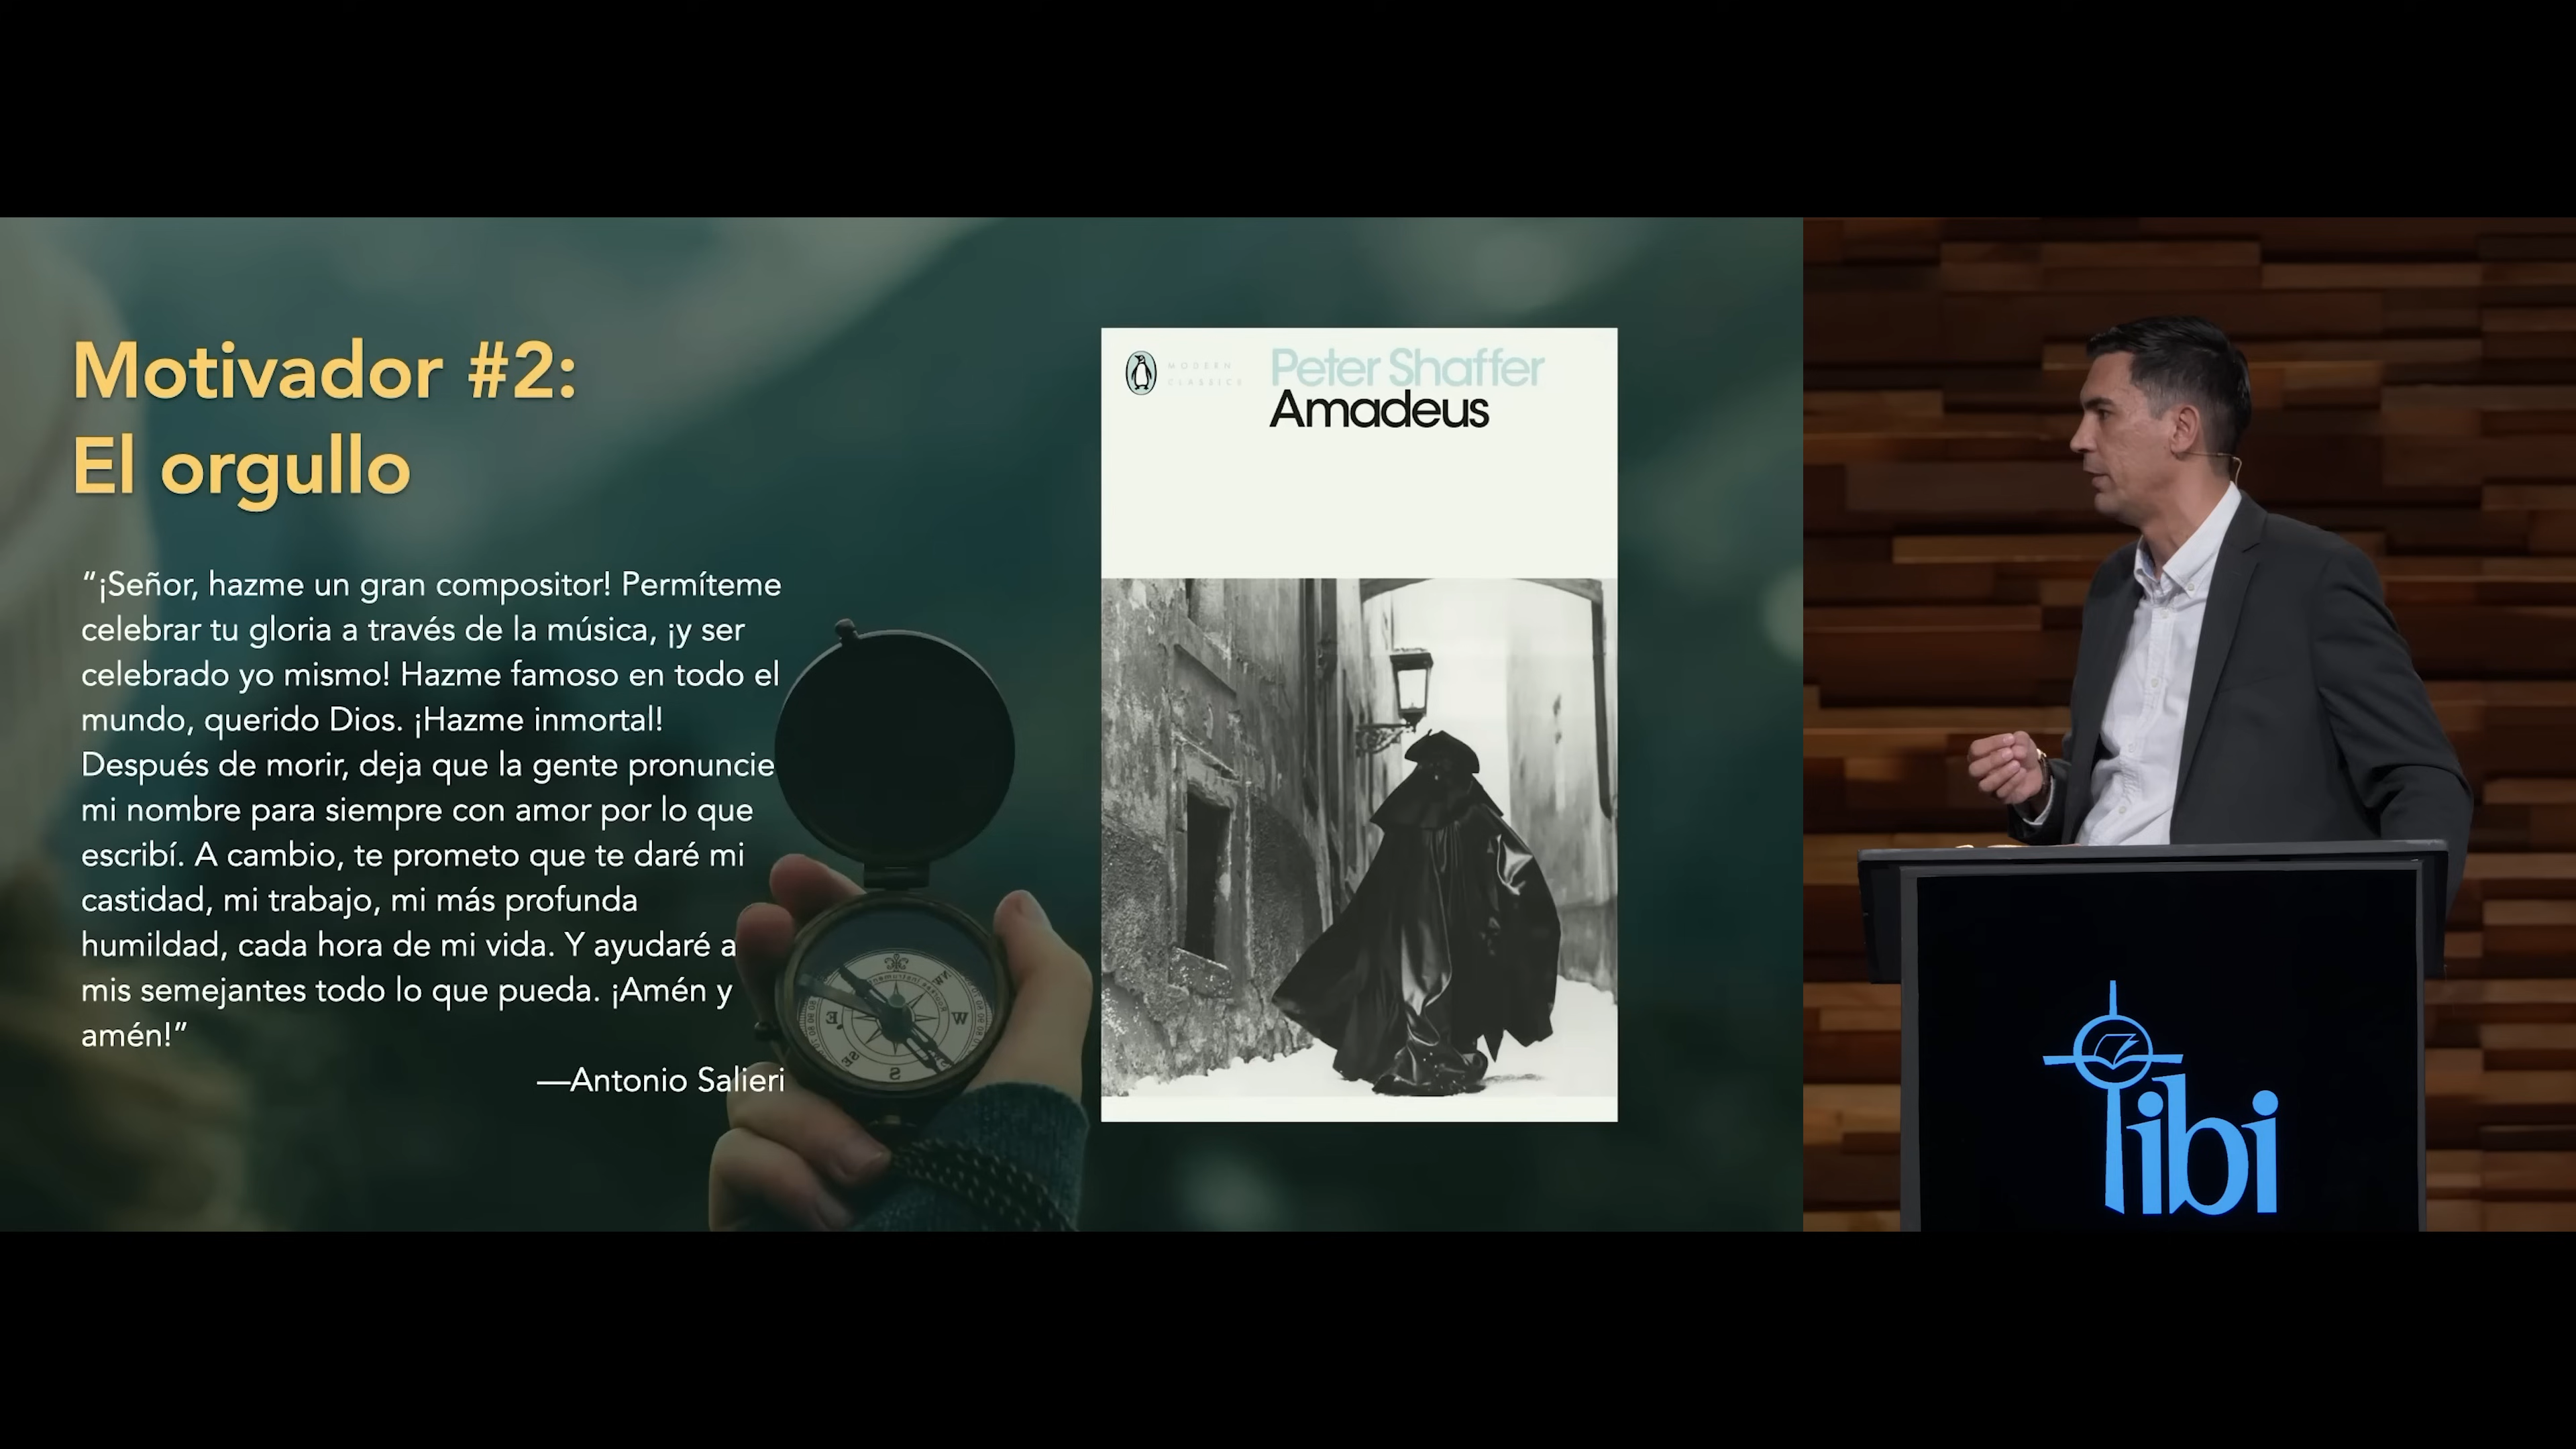 Motivador #2:
El orgullo
“¡Señor, hazme un gran compositor! Permíteme
celebrar tu gloria a través de la música, ¡y ser
celebrado yo mismo! Hazme famoso en todo el
mundo, querido Dios. ¡Hazme inmortal!
Después de morir, deja que la gente pronuncie
mi nombre para siempre con amor por lo que
escribí. A cambio, te prometo que te daré mi
castidad, mi trabajo, mi más profunda
humildad, cada hora de mi vida. Y ayudaré a
mis semejantes todo lo que pueda. ¡Amén y
amén!”
—Antonio Salieri
MODERN
CLASSICS
Peter Shaffer
Amadeus
E
W
SE
S
ibi